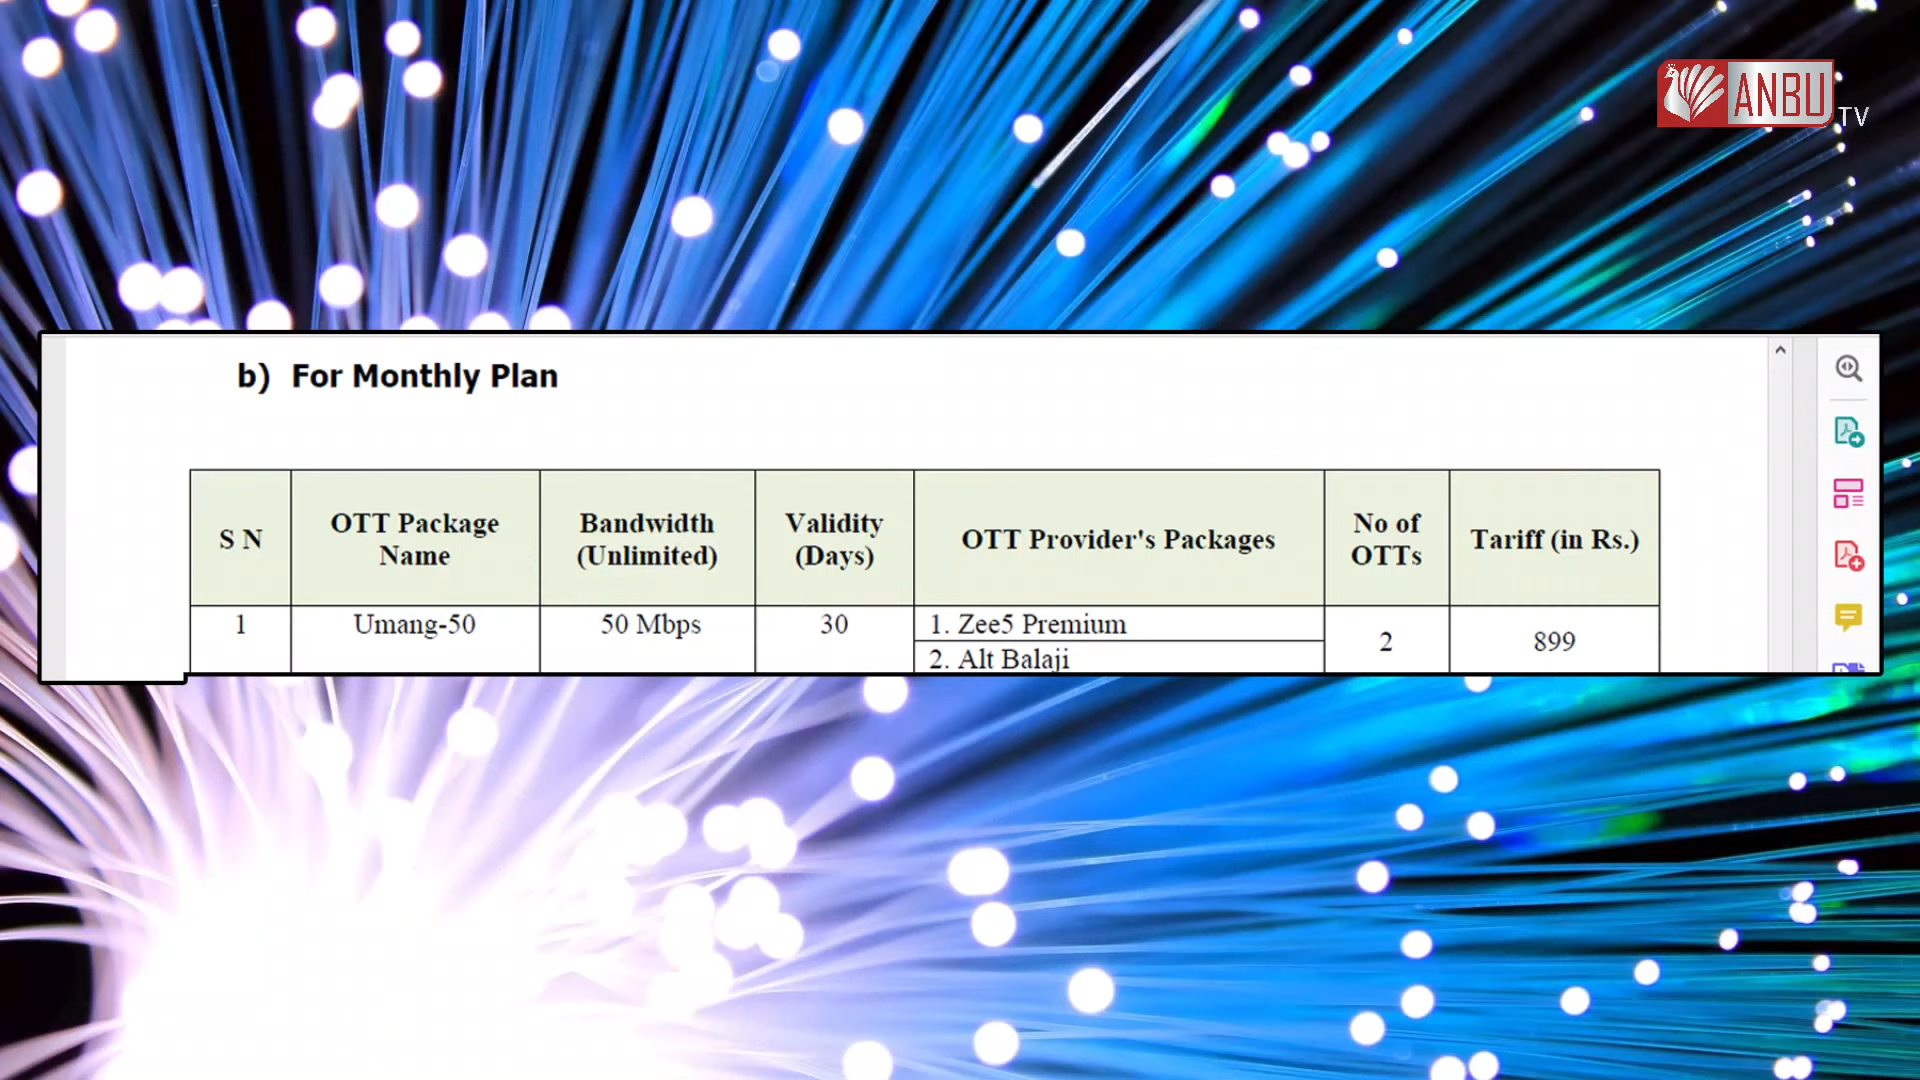 ANBU TV
b) For Monthly Plan
S N
OTT Package
Name
Bandwidth
(Unlimited)
Validity
(Days)
OTT Provider's Packages
No of
OTTs
Tariff (in Rs.)
1
Umang-50
50 Mbps
30
1. Zee5 Premium
2. Alt Balaji
2
899